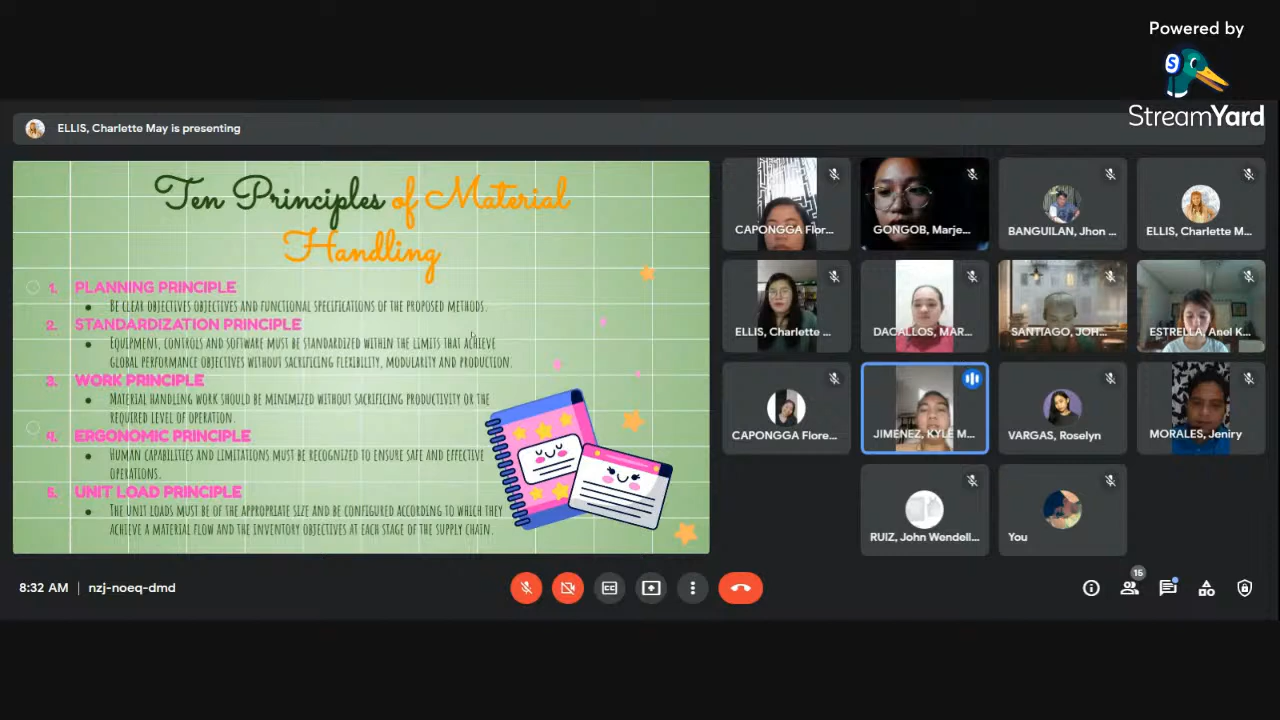 Powered by
StreamYard
ELLIS, Charlette May is presenting
Ten Principles of Material
Handling
1. PLANNING PRINCIPLE
● BE CLEAR OBJECTIVES OBJECTIVES AND FUNCTIONAL SPECIFICATIONS OF THE PROPOSED METHODS.
2. STANDARDIZATION PRINCIPLE
● EQUIPMENT, CONTROLS AND SOFTWARE MUST BE STANDARDIZED WITHIN THE LIMITS THAT ACHIEVE
GLOBAL PERFORMANCE OBJECTIVES WITHOUT SACRIFICING FLEXIBILITY, MODULARITY AND PRODUCTION.
3. WORK PRINCIPLE
● MATERIAL HANDLING WORK SHOULD BE MINIMIZED WITHOUT SACRIFICING PRODUCTIVITY OR THE
REQUIRED LEVEL OF OPERATION.
4. ERGONOMIC PRINCIPLE
● HUMAN CAPABILITIES AND LIMITATIONS MUST BE RECOGNIZED TO ENSURE SAFE AND EFFECTIVE
OPERATIONS.
5. UNIT LOAD PRINCIPLE
● THE UNIT LOADS MUST BE OF THE APPROPRIATE SIZE AND BE CONFIGURED ACCORDING TO WHICH THEY
ACHIEVE A MATERIAL FLOW AND THE INVENTORY OBJECTIVES AT EACH STAGE OF THE SUPPLY CHAIN.
CAPONGGA Flor...
GONGOB, Marje...
BANGUILAN, Jhon ...
ELLIS, Charlette M...
ELLIS, Charlette ...
DACALLOS, MAR...
SANTIAGO, JOH...
ESTRELLA, Anel K...
CAPONGGA Flore...
JIMENEZ, KYLE M...
VARGAS, Roselyn
MORALES, Jeniry
RUIZ, John Wendell...
You
8:32 AM | nzj-noeq-dmd
15